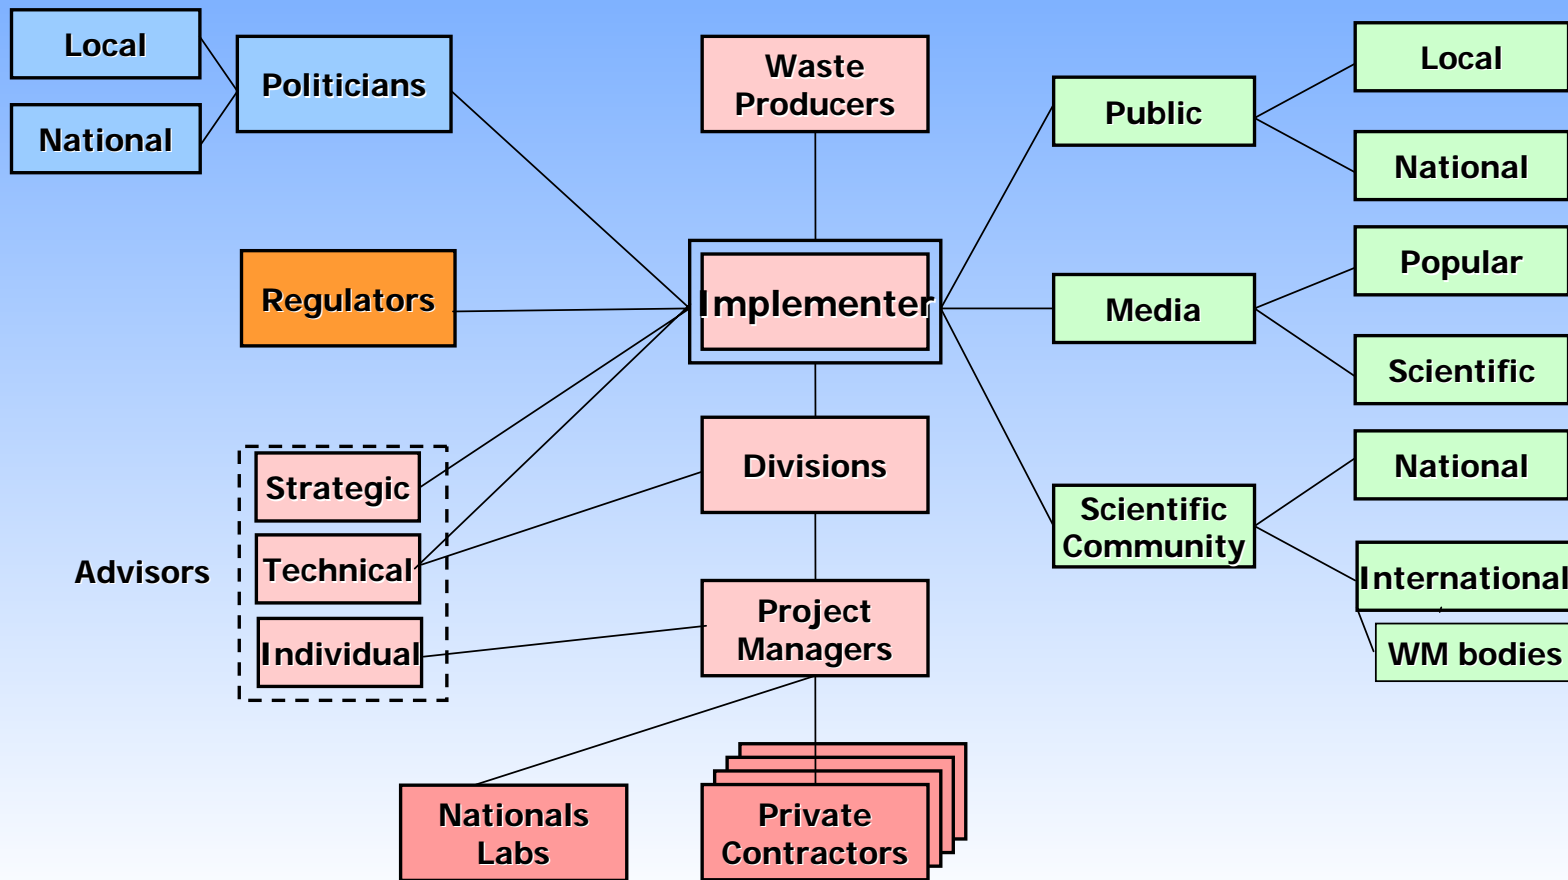 Local
National
Politicians
Waste
Producers
Public
Local
National
Regulators
Implementer
Media
Popular
Scientific
Advisors
Strategic
Technical
Individual
Divisions
Project
Managers
Scientific
Community
National
International
WM bodies
Nationals
Labs
Private
Contractors